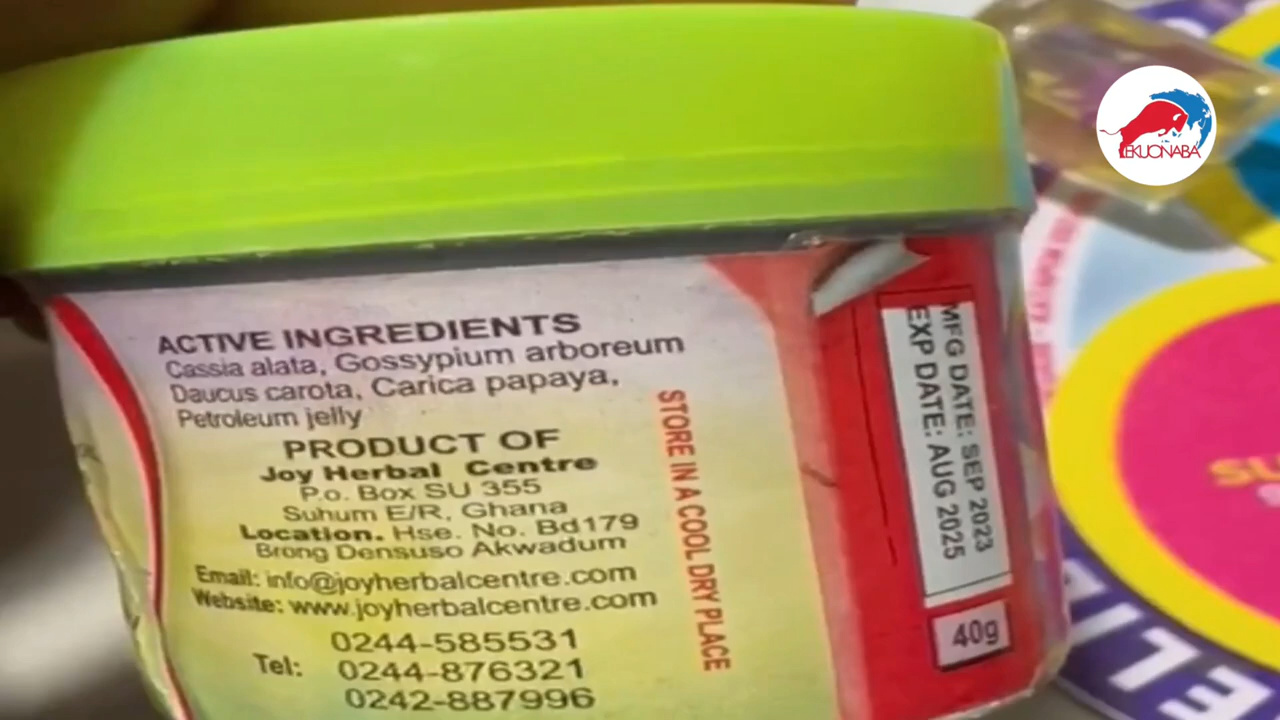 ACTIVE INGREDIENTS
Cassia alata, Gossypium arboreum
Daucus carota, Carica papaya,
Petroleum jelly
PRODUCT OF
Joy Herbal Centre
P.o. Box SU 355
Suhum E/R, Ghana
Location. Hse. No. Bd179
Brong Densuso Akwadum
Email: info@joyherbalcentre.com
Website: www.joyherbalcentre.com
0244-585531
Tel: 0244-876321
0242-887996
STORE IN A COOL DRY PLACE
MFG DATE: SEP 2023
EXP DATE: AUG 2025
40g
EKUONABA
SU